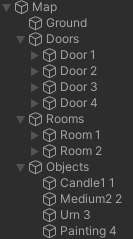 Map
Ground
Doors
Door 1
Door 2
Door 3
Door 4
Rooms
Room 1
Room 2
Objects
Candle1 1
Medium2 2
Urn 3
Painting 4